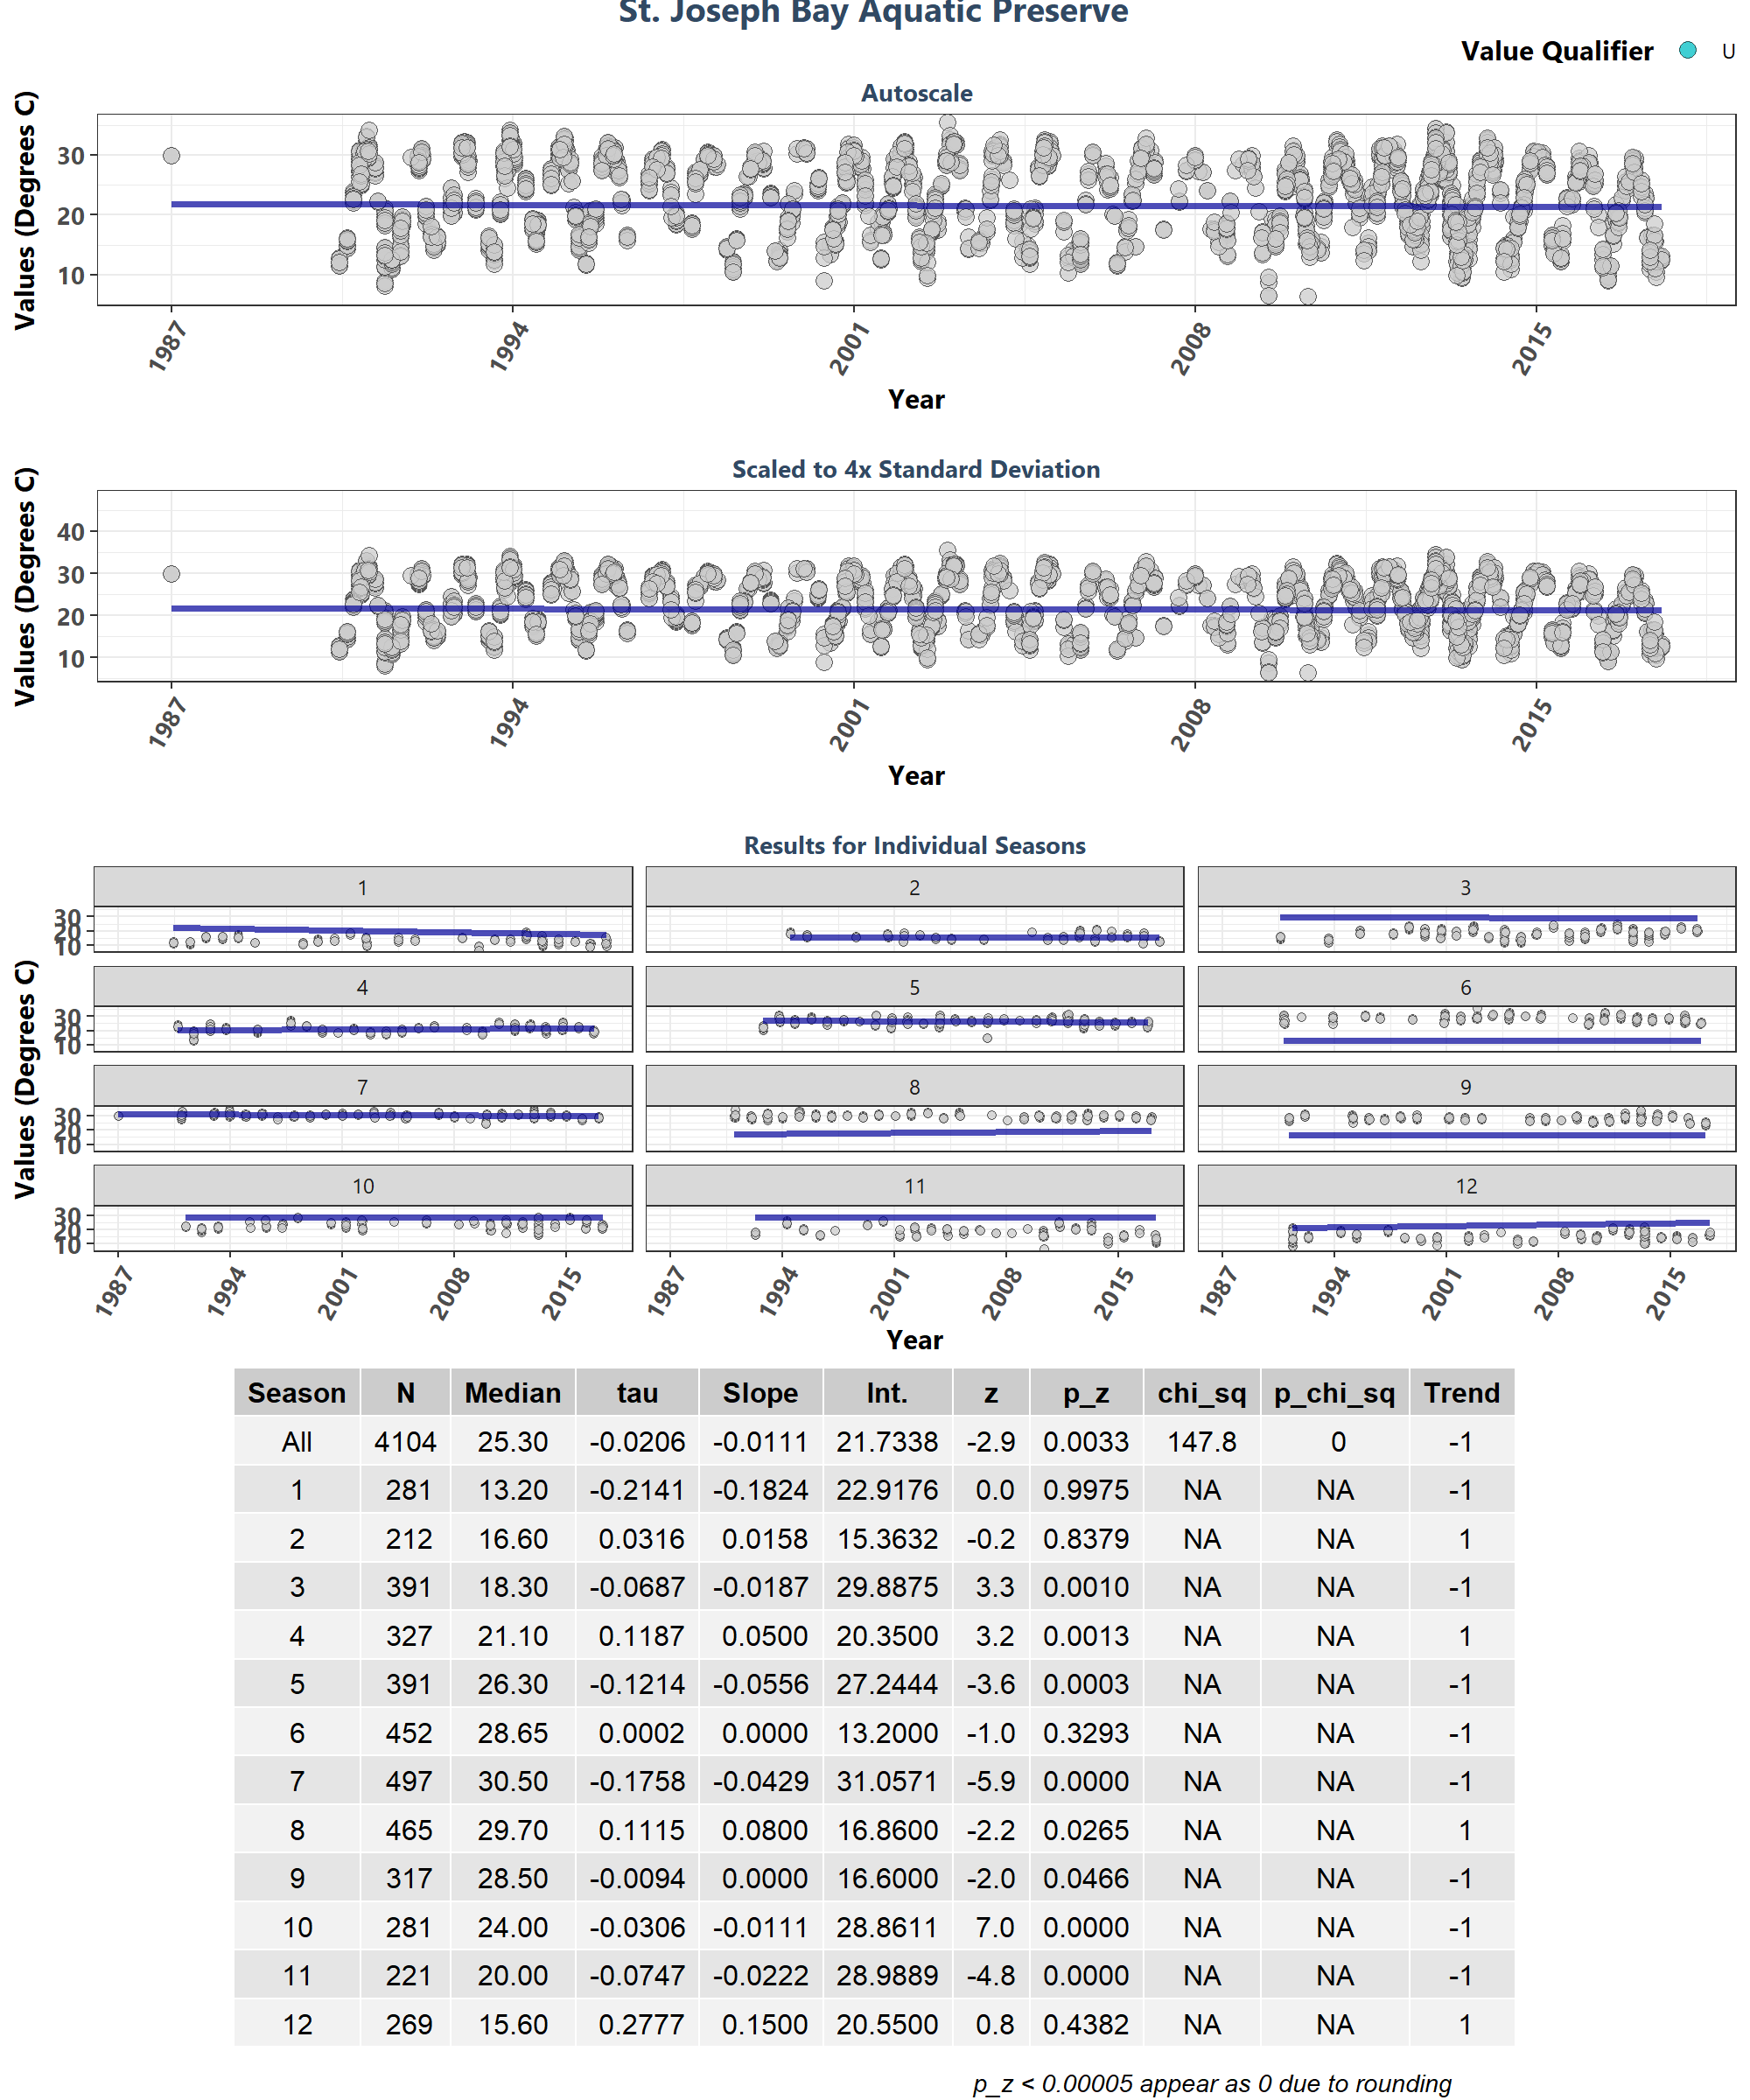 St. Joseph Bay Aquatic Preserve
Value Qualifier U
Autoscale
Values (Degrees C)
30
20
10
1987 1994 2001 2008 2015
Year
Scaled to 4x Standard Deviation
Values (Degrees C)
40
30
20
10
1987 1994 2001 2008 2015
Year
Results for Individual Seasons
Values (Degrees C)
1 2 3
30
20
10
4 5 6
30
20
10
7 8 9
30
20
10
10 11 12
30
20
10
1987 1994 2001 2008 2015 1987 1994 2001 2008 2015 1987 1994 2001 2008 2015
Year
Season N Median tau Slope Int. z p_z chi_sq p_chi_sq Trend
All 4104 25.30 -0.0206 -0.0111 21.7338 -2.9 0.0033 147.8 0 -1
1 281 13.20 -0.2141 -0.1824 22.9176 0.0 0.9975 NA NA -1
2 212 16.60 0.0316 0.0158 15.3632 -0.2 0.8379 NA NA 1
3 391 18.30 -0.0687 -0.0187 29.8875 3.3 0.0010 NA NA -1
4 327 21.10 0.1187 0.0500 20.3500 3.2 0.0013 NA NA 1
5 391 26.30 -0.1214 -0.0556 27.2444 -3.6 0.0003 NA NA -1
6 452 28.65 0.0002 0.0000 13.2000 -1.0 0.3293 NA NA -1
7 497 30.50 -0.1758 -0.0429 31.0571 -5.9 0.0000 NA NA -1
8 465 29.70 0.1115 0.0800 16.8600 -2.2 0.0265 NA NA 1
9 317 28.50 -0.0094 0.0000 16.6000 -2.0 0.0466 NA NA -1
10 281 24.00 -0.0306 -0.0111 28.8611 7.0 0.0000 NA NA -1
11 221 20.00 -0.0747 -0.0222 28.9889 -4.8 0.0000 NA NA -1
12 269 15.60 0.2777 0.1500 20.5500 0.8 0.4382 NA NA 1
p_z < 0.00005 appear as 0 due to rounding